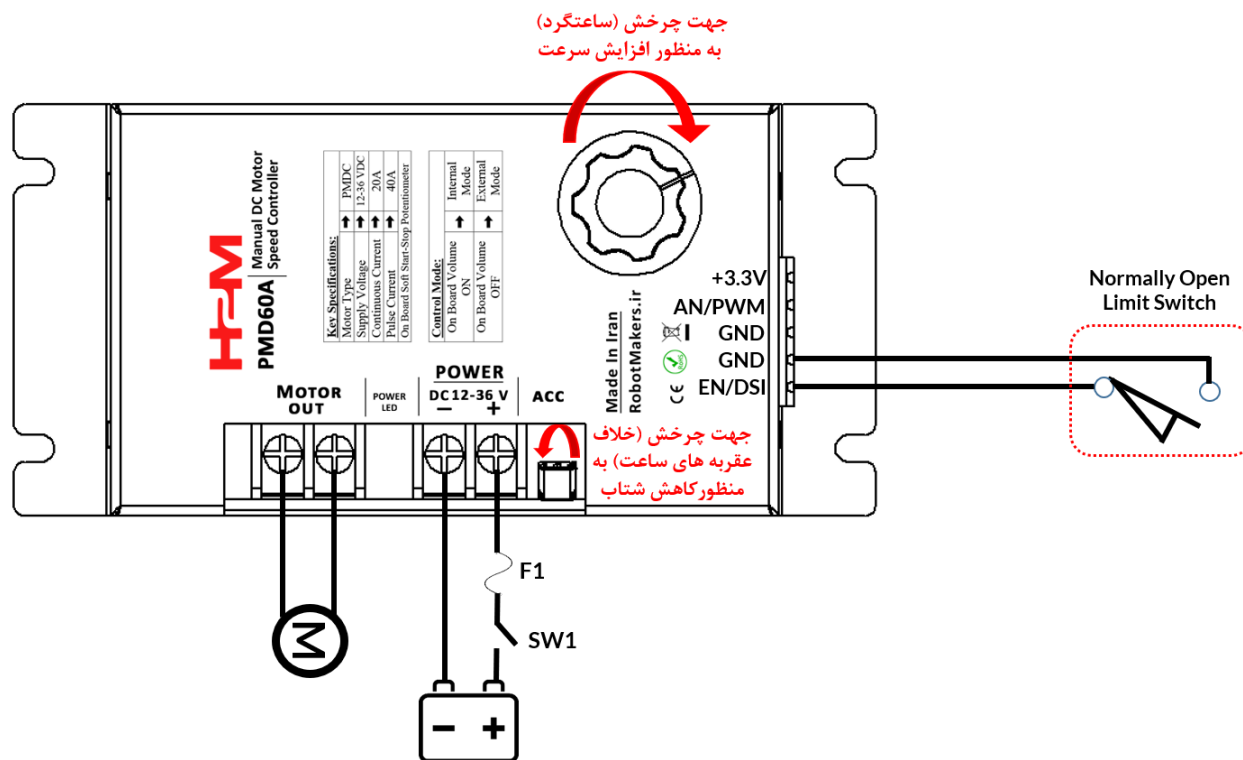 جهت چرخش (ساعتگرد)
به منظور افزایش سرعت
H2M
PMD60A
Manual DC Motor
Speed Controller
Key Specifications:
Motor Type ➡ PMDC
Supply Voltage ➡ 12-36 VDC
Continuous Current ➡ 20A
Pulse Current ➡ 40A
On Board Soft Start-Stop Potentiometer
Control Mode:
On Board Volume ON ➡ Internal Mode
On Board Volume OFF ➡ External Mode
Made In Iran
RobotMakers.ir
RoHS
CE
+3.3V
AN/PWM
GND
GND
EN/DSI
Normally Open
Limit Switch
MOTOR
OUT
POWER
LED
POWER
DC 12-36 V
− +
ACC
جهت چرخش (خلاف
عقربه های ساعت) به
منظورکاهش شتاب
F1
SW1
M
− +